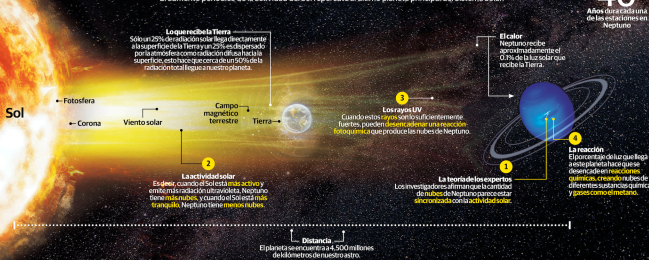 40
Años dura cada una
de las estaciones en
Neptuno
Lo que recibe la Tierra
Sólo un 25% de radiación solar llega directamente
a la superficie de la Tierra y un 25% es dispersado
por la atmósfera como radiación difusa hacia la
superficie, esto hace que cerca de un 50% de la
radiación total llegue a nuestro planeta.
El calor
Neptuno recibe
aproximadamente el
0.1% de la luz solar que
recibe la Tierra.
Sol
Fotosfera
Corona
Viento solar
Campo
magnético
terrestre
Tierra
3
Los rayos UV
Cuando estos rayos son lo suficientemente
fuertes, pueden desencadenar una reacción
fotoquímica que produce las nubes de Neptuno.
2
La actividad solar
Es decir, cuando el Sol está más activo y
emite más radiación ultravioleta, Neptuno
tiene más nubes, y cuando el Sol está más
tranquilo, Neptuno tiene menos nubes.
1
La teoría de los expertos
Los investigadores afirman que la cantidad
de nubes de Neptuno parece estar
sincronizada con la actividad solar.
4
La reacción
El porcentaje de luz que llega
a este planeta hace que se
desencadenen reacciones
químicas, creando nubes de
diferentes sustancias química
y gases como el metano.
Distancia
El planeta se encuentra a 4,500 millones
de kilómetros de nuestro astro.